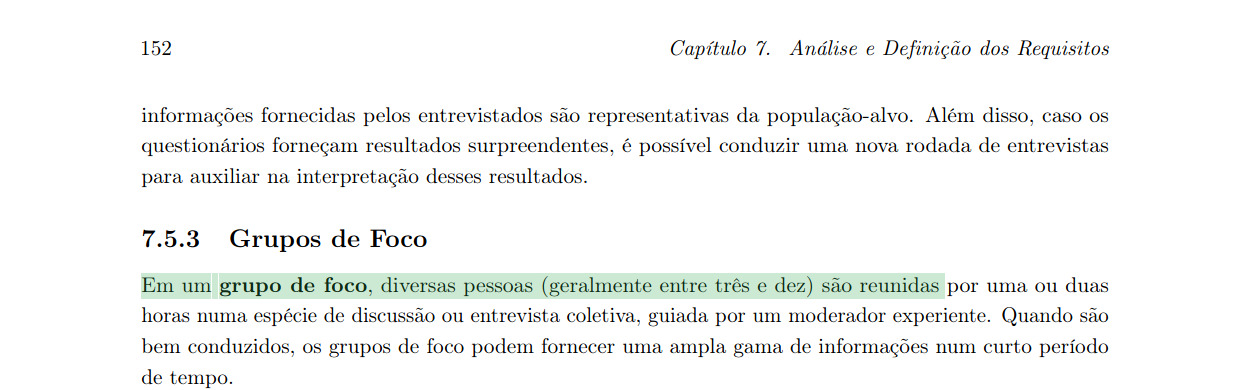 152 Capítulo 7. Análise e Definição dos Requisitos
informações fornecidas pelos entrevistados são representativas da população-alvo. Além disso, caso os
questionários forneçam resultados surpreendentes, é possível conduzir uma nova rodada de entrevistas
para auxiliar na interpretação desses resultados.
7.5.3 Grupos de Foco
Em um grupo de foco, diversas pessoas (geralmente entre três e dez) são reunidas por uma ou duas
horas numa espécie de discussão ou entrevista coletiva, guiada por um moderador experiente. Quando são
bem conduzidos, os grupos de foco podem fornecer uma ampla gama de informações num curto período
de tempo.